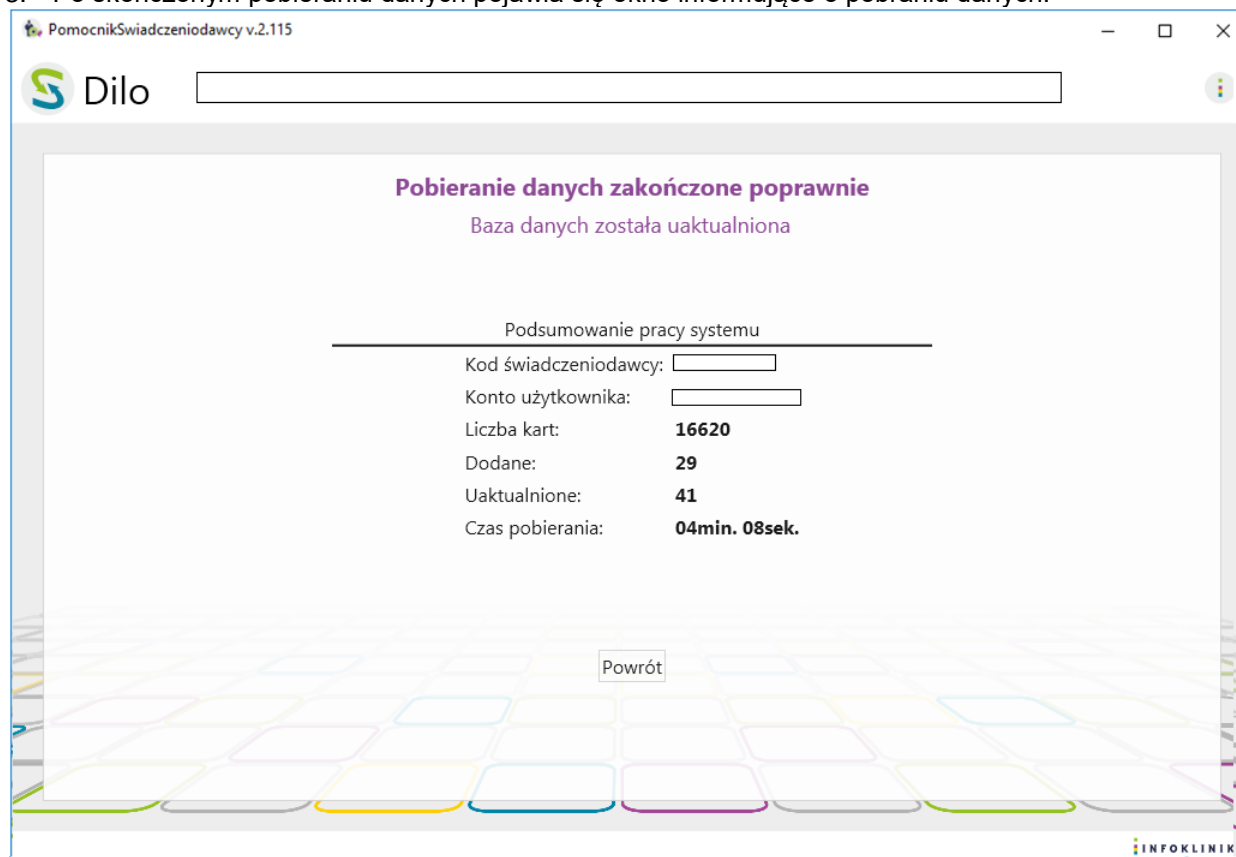 PomocnikSwiadczeniodawcy v.2.115
Dilo
Pobieranie danych zakończone poprawnie
Baza danych została uaktualniona
Podsumowanie pracy systemu
Kod świadczeniodawcy:
Konto użytkownika:
Liczba kart: 16620
Dodane: 29
Uaktualnione: 41
Czas pobierania: 04min. 08sek.
Powrót
INFOKLINIK